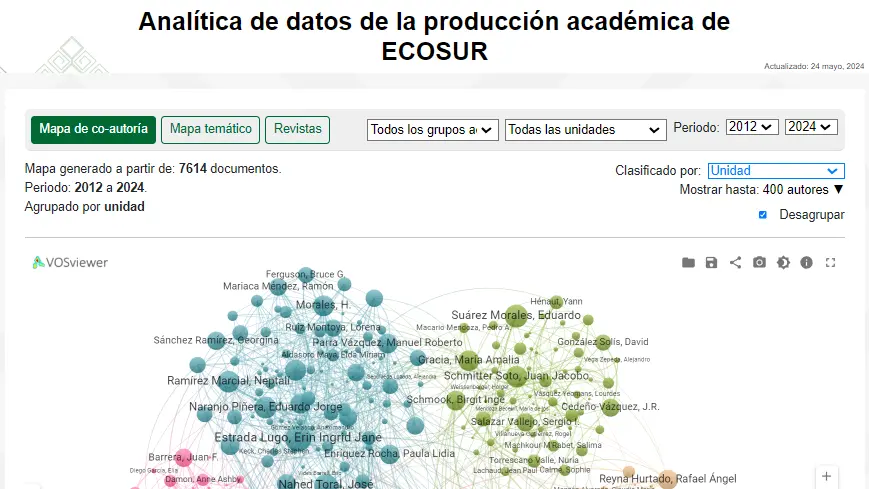 Analítica de datos de la producción académica de
ECOSUR
Actualizado: 24 mayo, 2024
Mapa de co-autoría
Mapa temático
Revistas
Todos los grupos
Todas las unidades
Periodo:
2012
2024
Mapa generado a partir de: 7614 documentos.
Clasificado por:
Unidad
Periodo: 2012 a 2024.
Mostrar hasta: 400 autores ▼
Agrupado por unidad
Desagrupar
VOSviewer
Ferguson, Bruce G.
Mariaca Méndez, Ramón
Morales, H.
Hénaut, Yann
Suárez Morales, Eduardo
Ruíz Montoya, Lorena
Macario Mendoza, Pedro A.
Sánchez Ramírez, Georgina
Parra Vázquez, Manuel Roberto
González Solís, David
Aldasoro Maya, Elda Miriam
Gracia, María Amalia
Vega Zepeda, Alejandro
Ramírez Marcial, Neptalí
Schmitter Soto, Juan Jacobo
Weissenberger, Holger
Vásquez Yeomans, Lourdes
Naranjo Piñera, Eduardo Jorge
Schmook, Birgit Inge
Cedeño-Vázquez, J.R.
Salazar Vallejo, Sergio I.
Villanueva Gutiérrez, Rogel
Estrada Lugo, Erin Ingrid Jane
Machkour M'Rabet, Salima
Keck, Charles Stephen
Enríquez Rocha, Paula Lidia
Barrera, Juan F.
Torrescano Valle, Nuria
Diego García, Elia
Lachaud, Jean Paul
Calmé, Sophie
Damon, Anne Ashby
Reyna Hurtado, Rafael Ángel
Nahed Toral, José